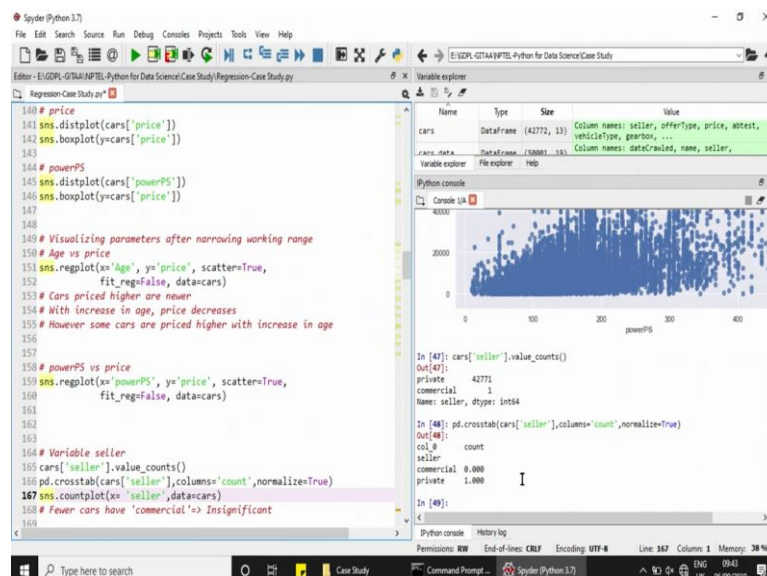 Spyder (Python 3.7)
File Edit Search Source Run Debug Consoles Projects Tools View Help
E:\GDPL-GITAA\NPTEL-Python for Data Science\Case Study
Editor - E:\GDPL-GITAA\NPTEL-Python for Data Science\Case Study\Regression-Case Study.py
Regression-Case Study.py*
140 # price
141 sns.distplot(cars['price'])
142 sns.boxplot(y=cars['price'])
143
144 # powerPS
145 sns.distplot(cars['powerPS'])
146 sns.boxplot(y=cars['price'])
147
148
149 # Visualizing parameters after narrowing working range
150 # Age vs price
151 sns.regplot(x='Age', y='price', scatter=True,
152 fit_reg=False, data=cars)
153 # Cars priced higher are newer
154 # With increase in age, price decreases
155 # However some cars are priced higher with increase in age
156
157
158 # powerPS vs price
159 sns.regplot(x='powerPS', y='price', scatter=True,
160 fit_reg=False, data=cars)
161
162
163
164 # Variable seller
165 cars['seller'].value_counts()
166 pd.crosstab(cars['seller'],columns='count',normalize=True)
167 sns.countplot(x= 'seller',data=cars)
168 # Fewer cars have 'commercial'=> Insignificant
169
Variable explorer
Name Type Size Value
cars DataFrame (42772, 13) Column names: seller, offerType, price, abtest,
vehicleType, gearbox, ...
cars_data DataFrame (50001, 19) Column names: dateCrawled, name, seller,
Variable explorer File explorer Help
IPython console
Console 1/A
40000
20000
0
0 100 200 300 400
powerPS
In [47]: cars['seller'].value_counts()
Out[47]:
private 42771
commercial 1
Name: seller, dtype: int64
In [48]: pd.crosstab(cars['seller'],columns='count',normalize=True)
Out[48]:
col_0 count
seller
commercial 0.000
private 1.000
In [49]:
IPython console History log
Permissions: RW End-of-lines: CRLF Encoding: UTF-8 Line: 167 Column: 1 Memory: 38 %
Type here to search
Case Study
Command Prompt...
Spyder (Python 3.7)
ENG
09:43